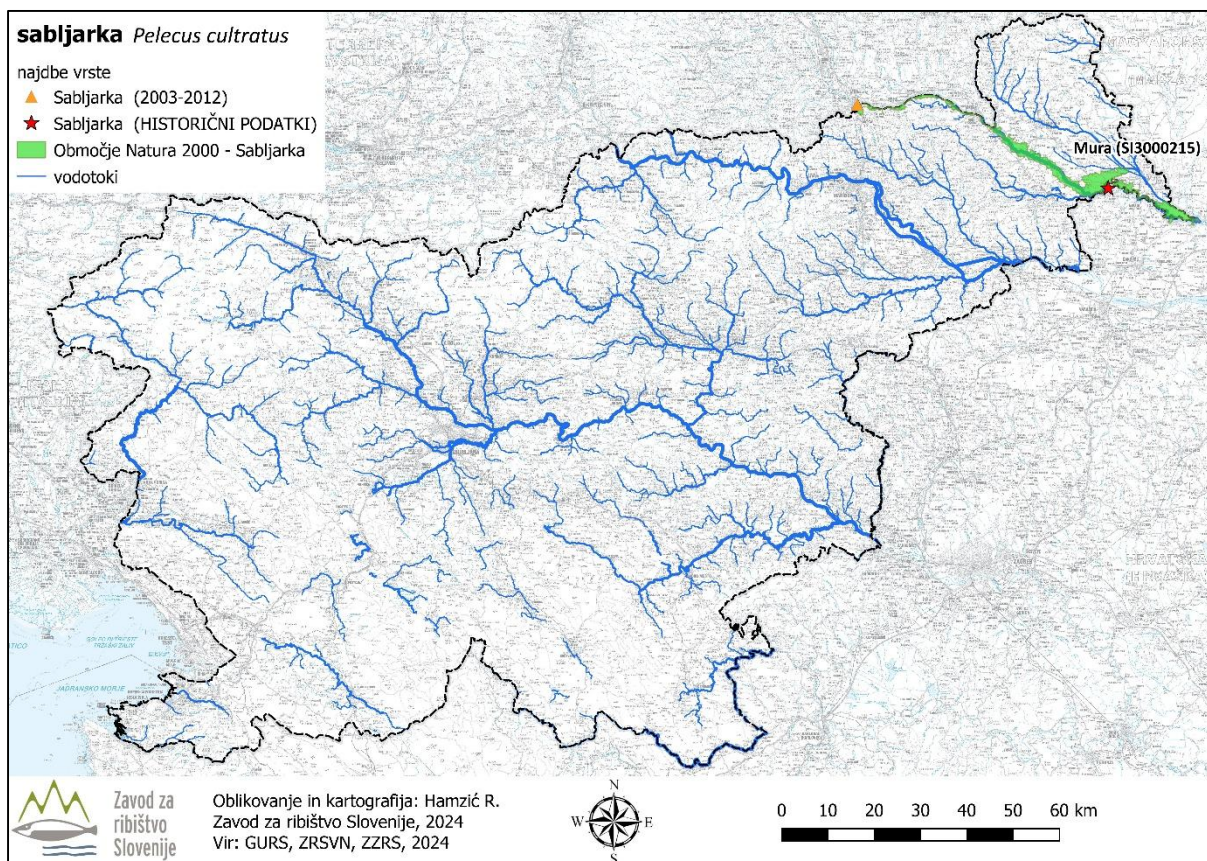 sabljarka Pelecus cultratus
najdbe vrste
Sabljarka (2003-2012)
Sabljarka (HISTORIČNI PODATKI)
Območje Natura 2000 - Sabljarka
vodotoki
Mura (SI3000215)
JADRANSKO MORJE
Zavod za
ribištvo
Slovenije
Oblikovanje in kartografija: Hamzić R.
Zavod za ribištvo Slovenije, 2024
Vir: GURS, ZRSVN, ZZRS, 2024
N
W E
S
0 10 20 30 40 50 60 km